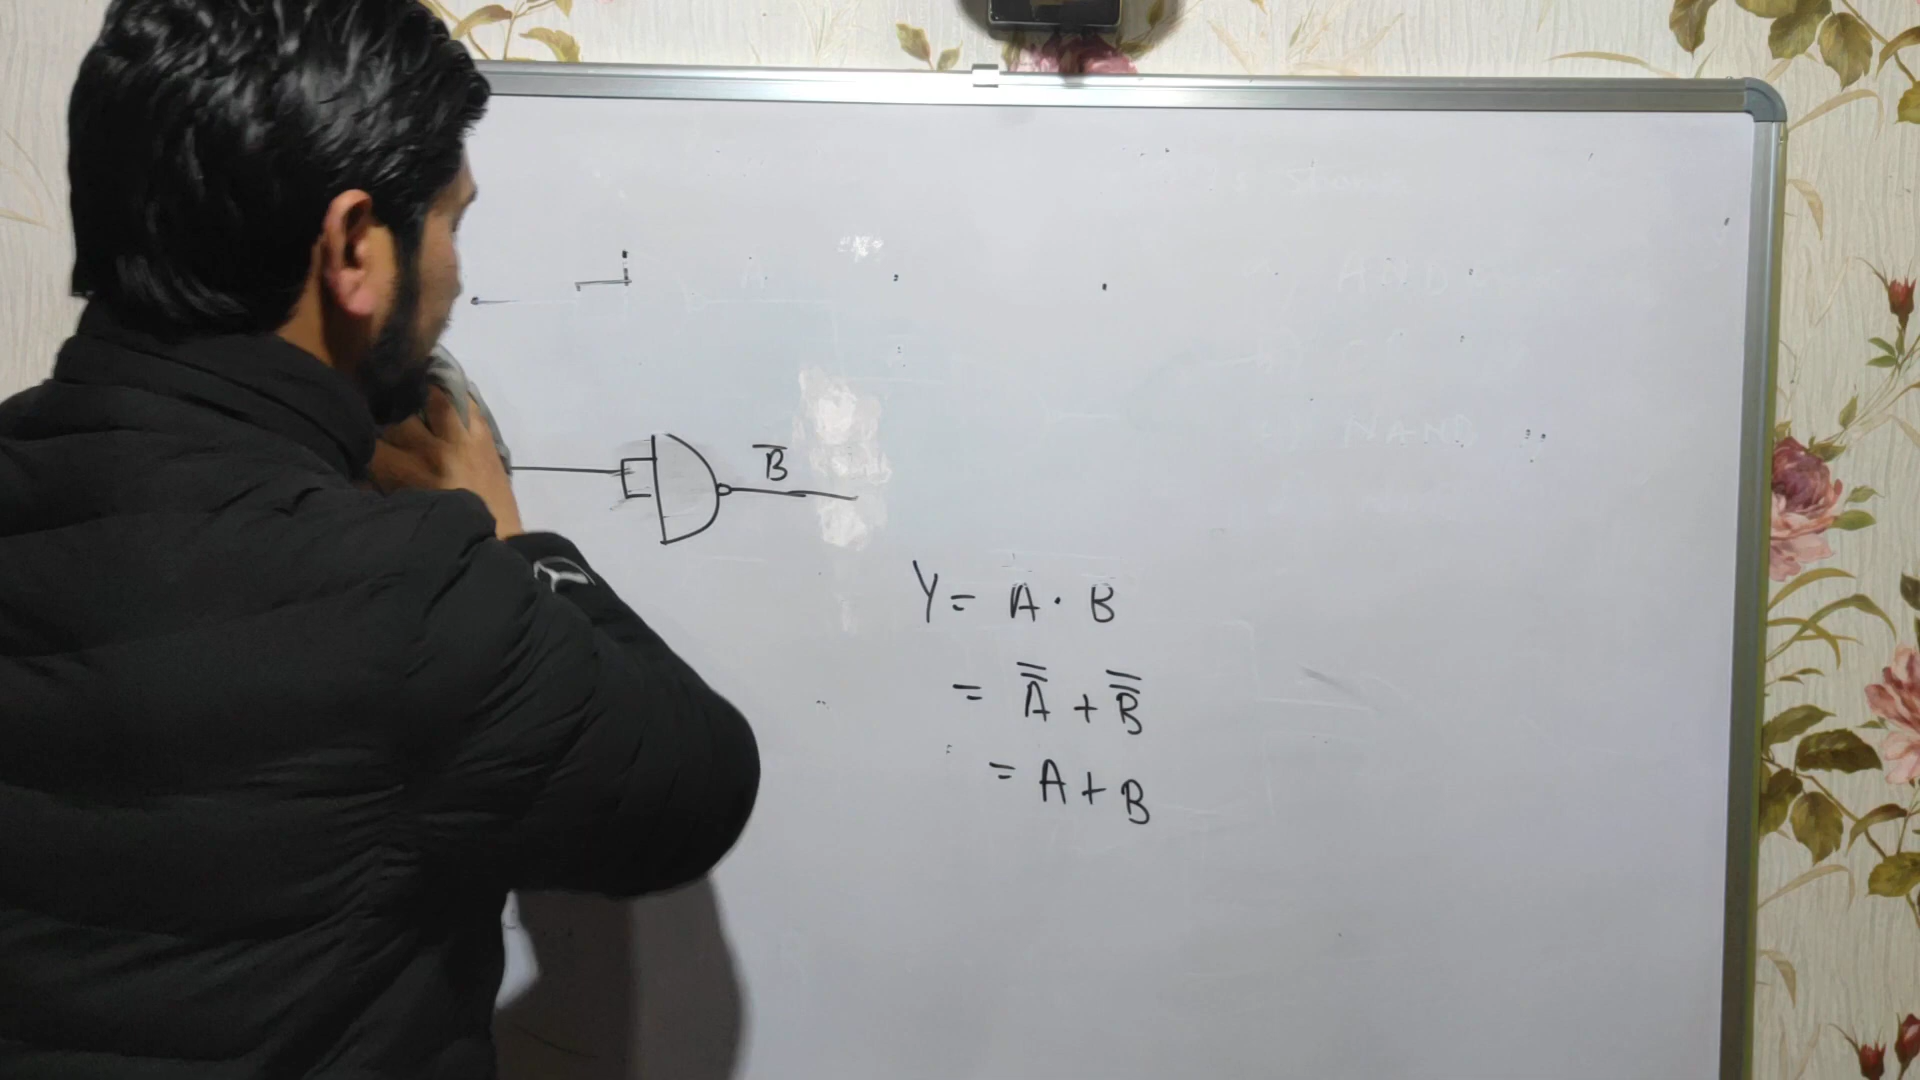 B̅
Y = A · B
= A̿ + B̿
= A + B